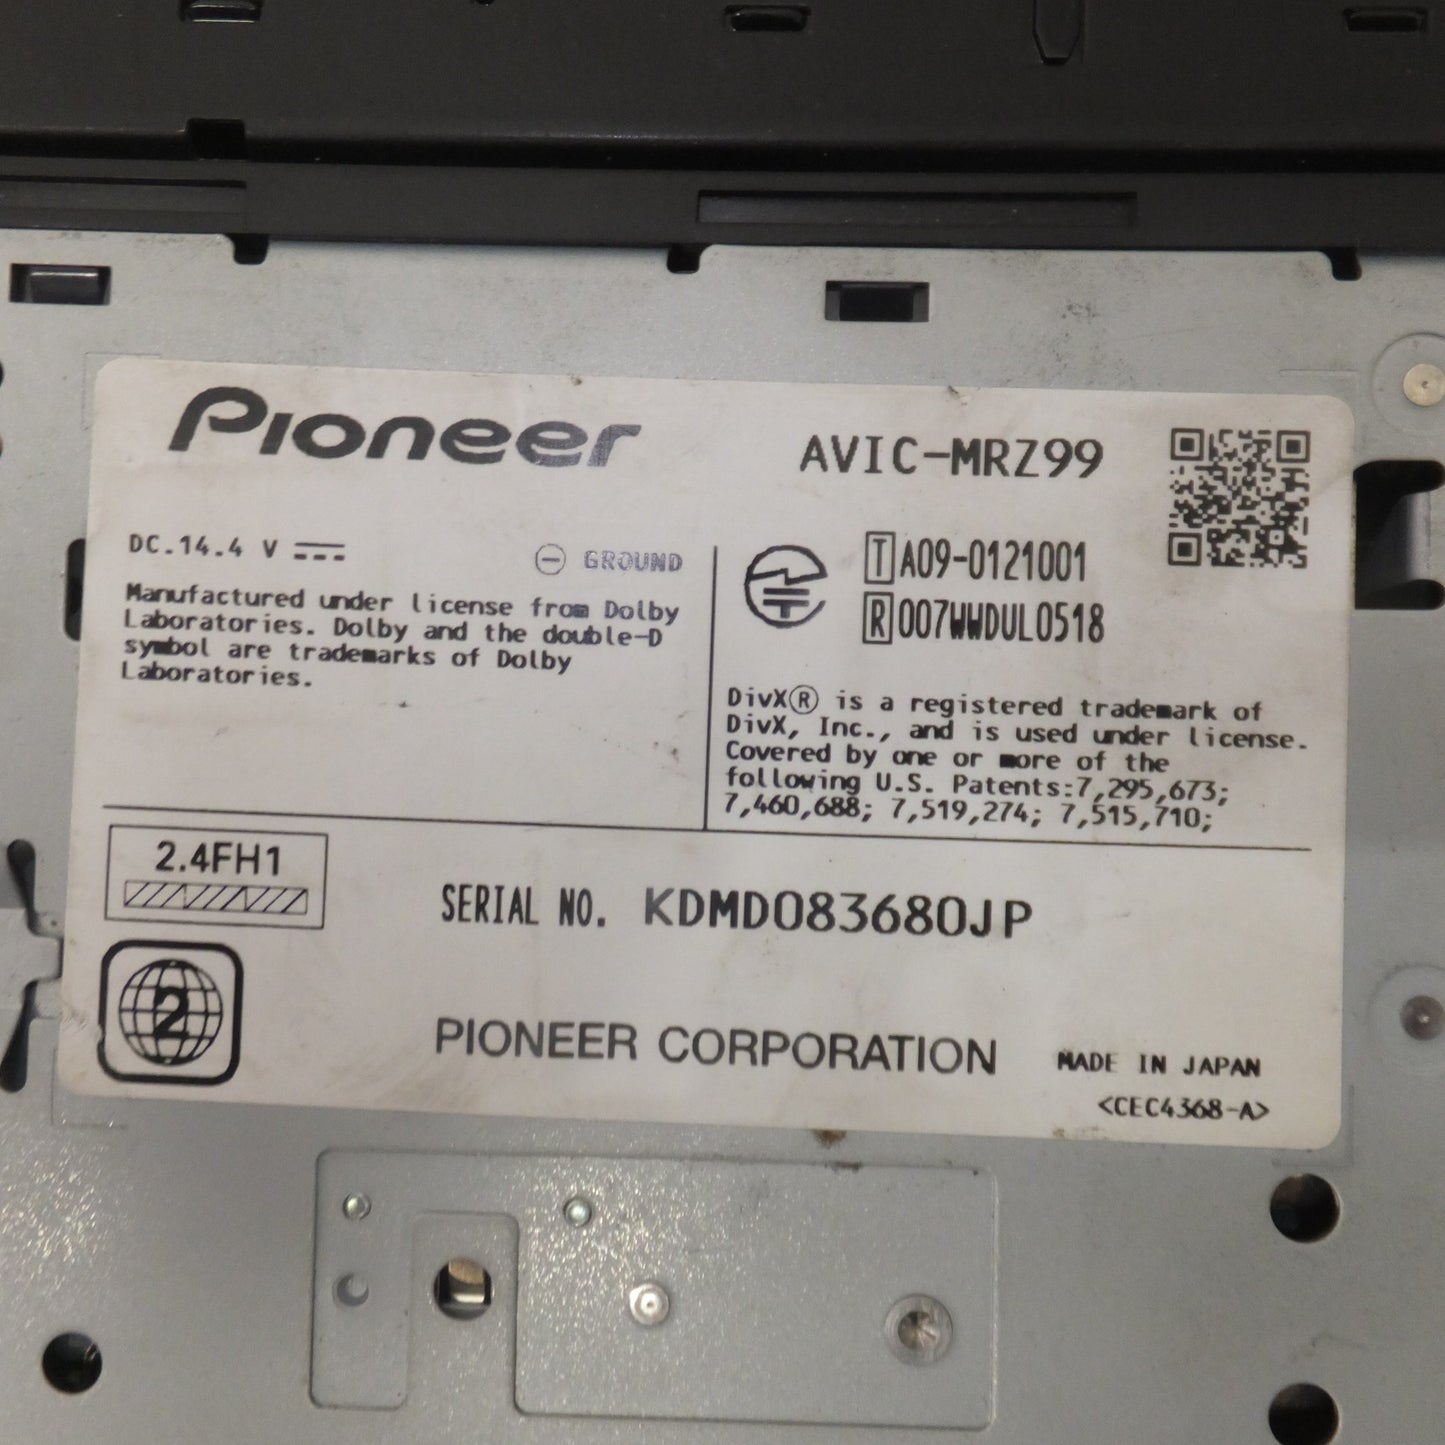 Pioneer
AVIC-MRZ99
DC.14.4 V
GROUND
Manufactured under license from Dolby
Laboratories. Dolby and the double-D
symbol are trademarks of Dolby
Laboratories.
T A09-0121001
R 007WWDUL0518
DivX® is a registered trademark of
DivX, Inc., and is used under license.
Covered by one or more of the
following U.S. Patents:7,295,673;
7,460,688; 7,519,274; 7,515,710;
2.4FH1
SERIAL NO. KDMD083680JP
2
PIONEER CORPORATION
MADE IN JAPAN
<CEC4368-A>